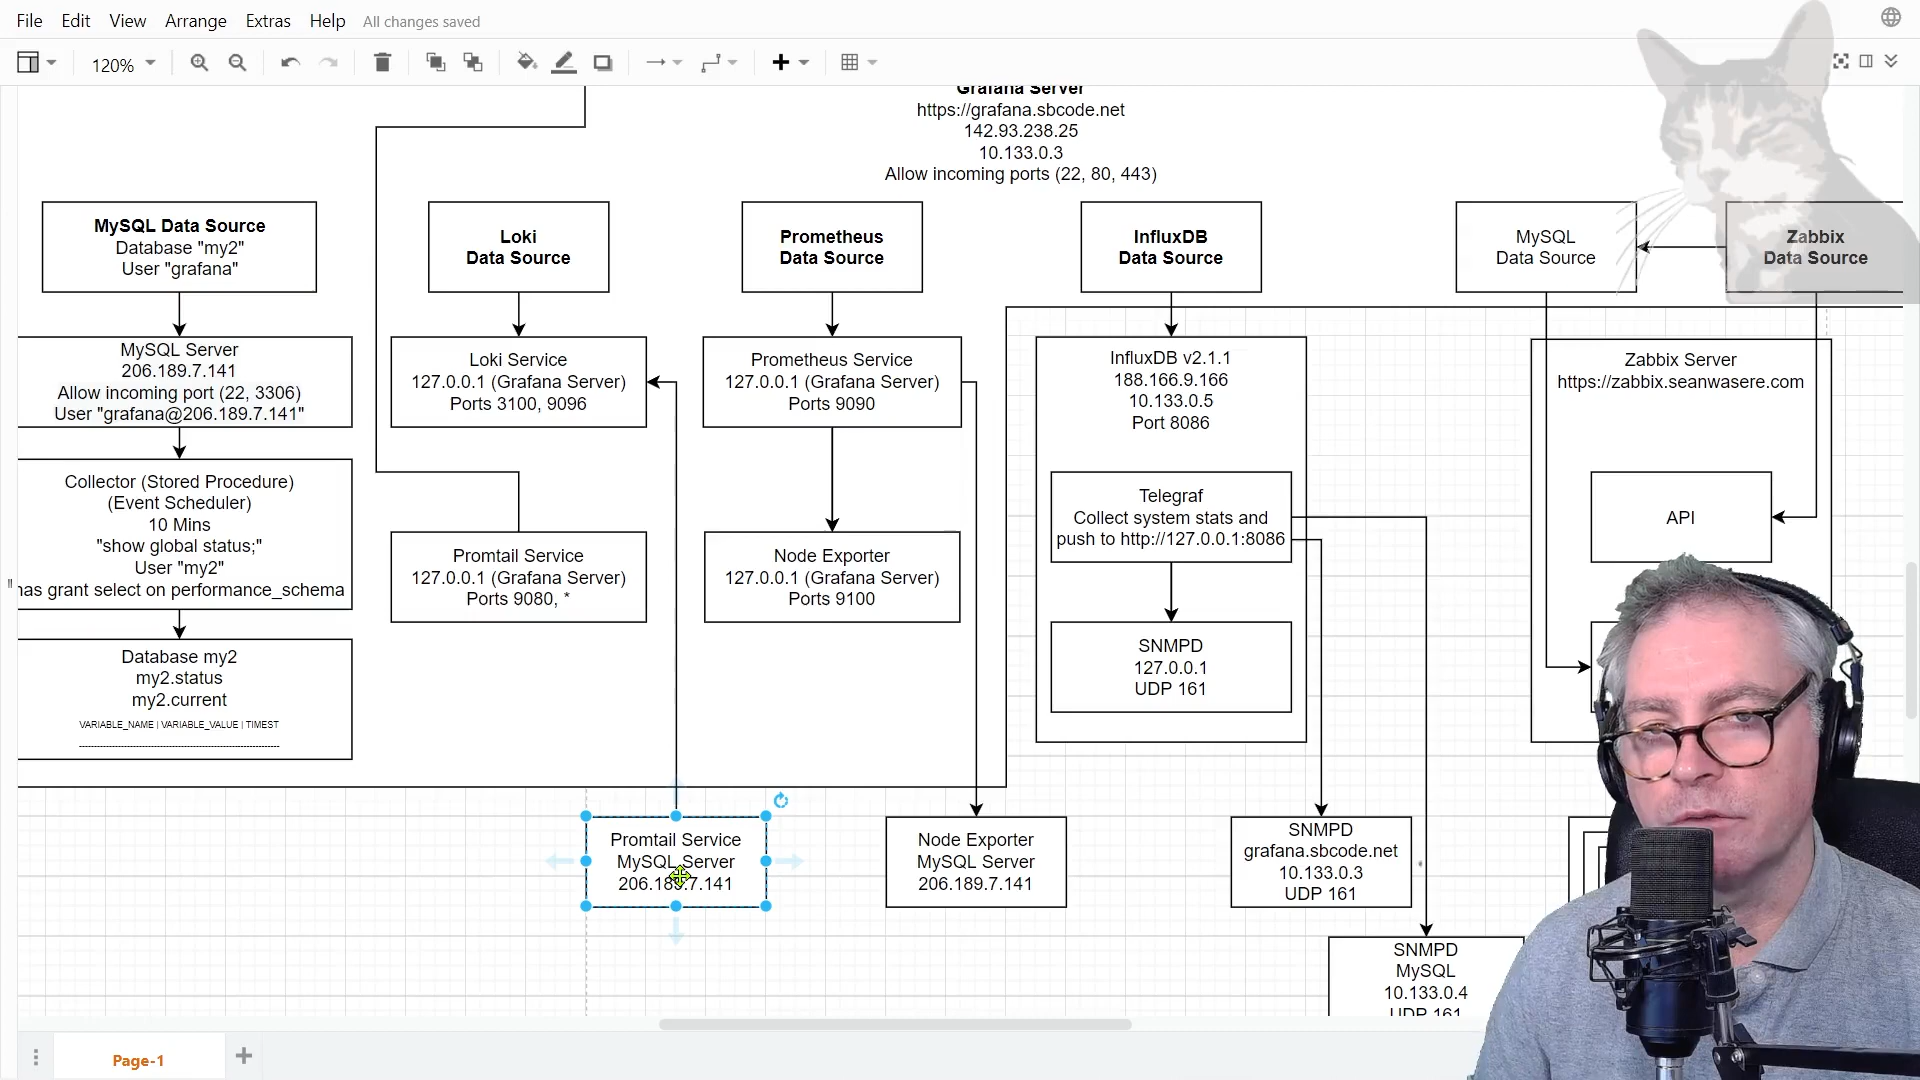 File Edit View Arrange Extras Help All changes saved
120%
Grafana Server
https://grafana.sbcode.net
142.93.238.25
10.133.0.3
Allow incoming ports (22, 80, 443)
MySQL Data Source
Database "my2"
User "grafana"
Loki
Data Source
Prometheus
Data Source
InfluxDB
Data Source
MySQL
Data Source
Zabbix
Data Source
MySQL Server
206.189.7.141
Allow incoming port (22, 3306)
User "grafana@206.189.7.141"
Loki Service
127.0.0.1 (Grafana Server)
Ports 3100, 9096
Prometheus Service
127.0.0.1 (Grafana Server)
Ports 9090
InfluxDB v2.1.1
188.166.9.166
10.133.0.5
Port 8086
Zabbix Server
https://zabbix.seanwasere.com
Collector (Stored Procedure)
(Event Scheduler)
10 Mins
"show global status;"
User "my2"
"has grant select on performance_schema
Promtail Service
127.0.0.1 (Grafana Server)
Ports 9080, *
Node Exporter
127.0.0.1 (Grafana Server)
Ports 9100
Telegraf
Collect system stats and
push to http://127.0.0.1:8086
API
SNMPD
127.0.0.1
UDP 161
Database my2
my2.status
my2.current
VARIABLE_NAME | VARIABLE_VALUE | TIMEST
--------------------------------------------------------------------
Promtail Service
MySQL Server
206.189.7.141
Node Exporter
MySQL Server
206.189.7.141
SNMPD
grafana.sbcode.net
10.133.0.3
UDP 161
SNMPD
MySQL
10.133.0.4
UDP 161
Page-1